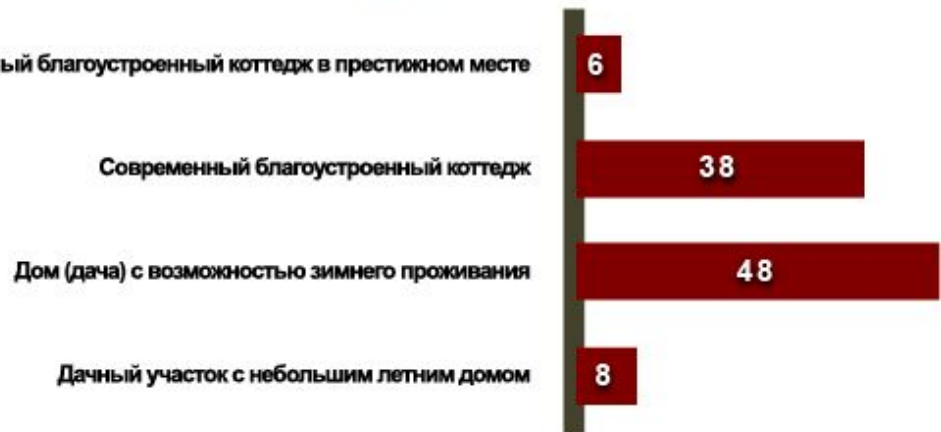 благоустроенный коттедж в престижном месте 6
Современный благоустроенный коттедж 38
Дом (дача) с возможностью зимнего проживания 48
Дачный участок с небольшим летним домом 8